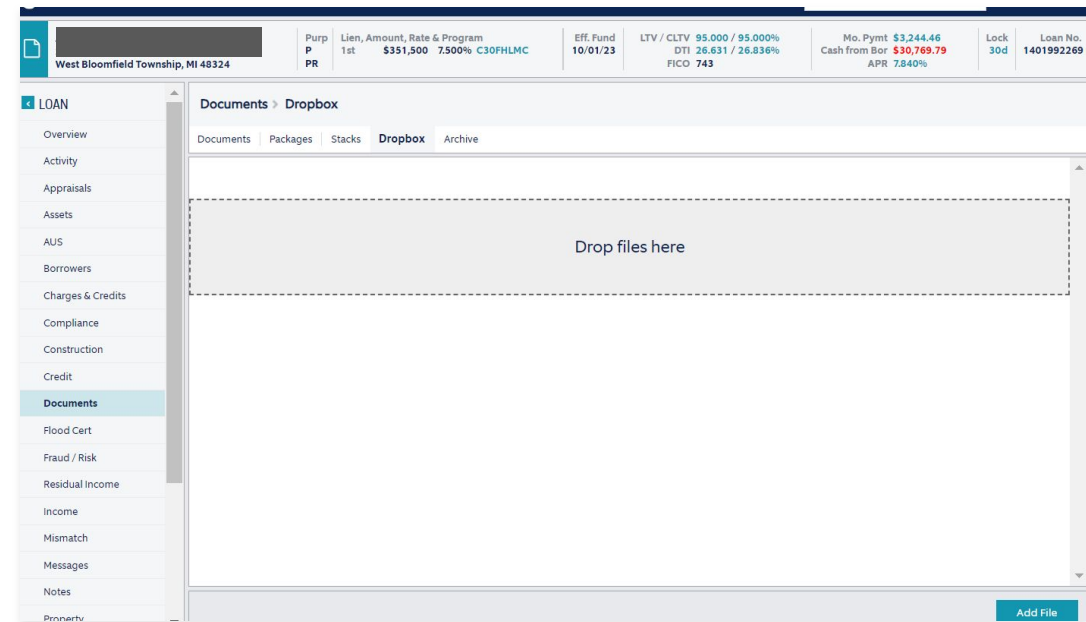 Purp Lien, Amount, Rate & Program Eff. Fund LTV / CLTV 95.000 / 95.000% Mo. Pymt $3,244.46 Lock Loan No.
P 1st $351,500 7.500% C30FHLMC 10/01/23 DTI 26.631 / 26.836% Cash from Bor $30,769.79 30d 1401992269
West Bloomfield Township, MI 48324 PR FICO 743 APR 7.840%
LOAN
Documents > Dropbox
Overview
Documents Packages Stacks Dropbox Archive
Activity
Appraisals
Assets
AUS
Drop files here
Borrowers
Charges & Credits
Compliance
Construction
Credit
Documents
Flood Cert
Fraud / Risk
Residual Income
Income
Mismatch
Messages
Notes
Property
Add File